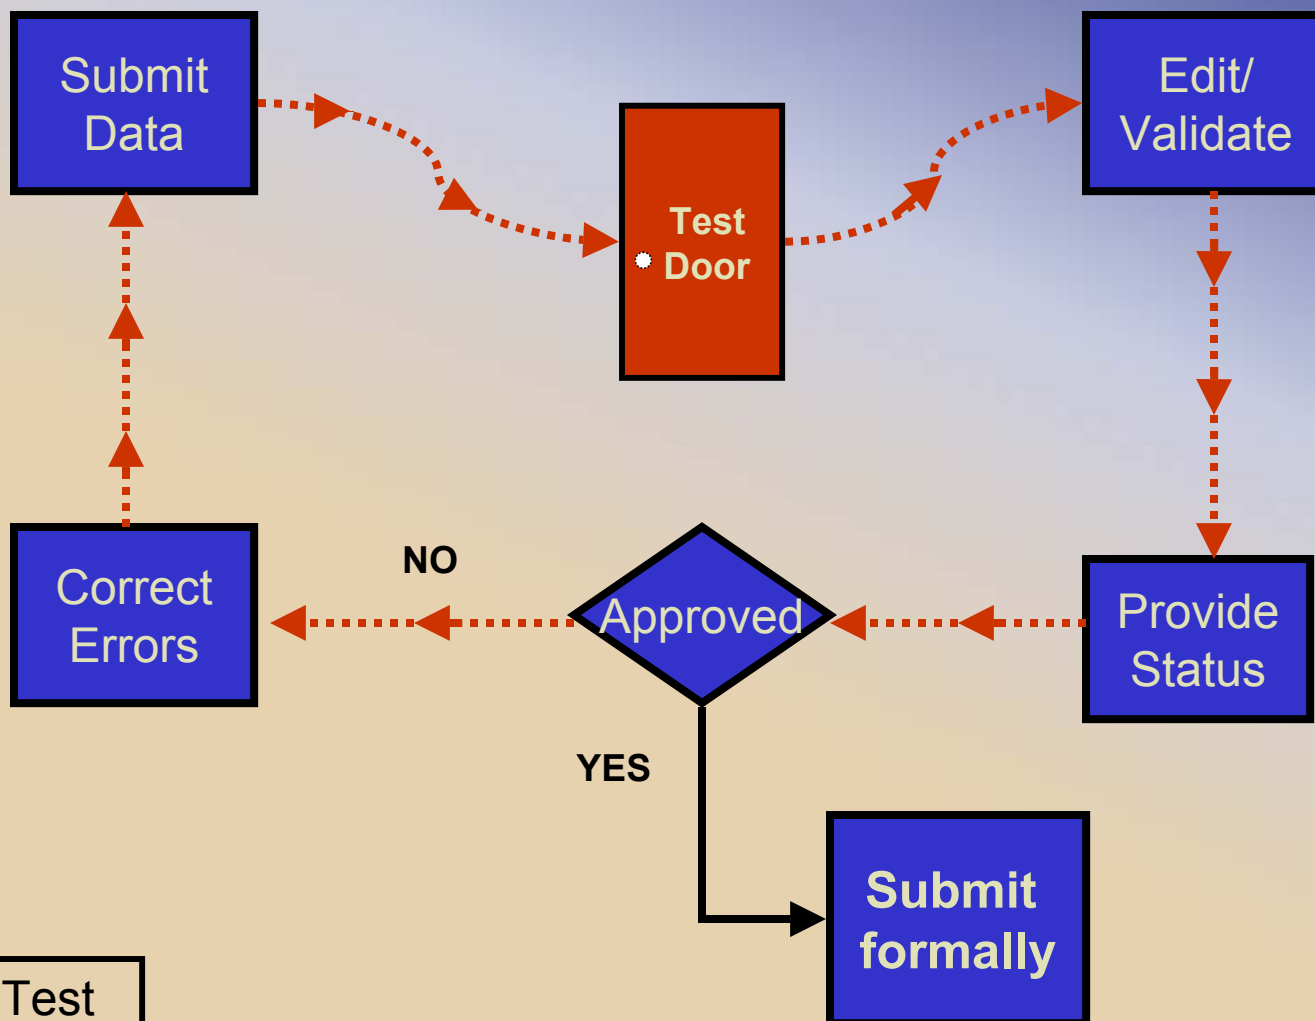 Submit
Data
Test
Door
Edit/
Validate
Correct
Errors
NO
Approved
Provide
Status
YES
Submit
formally
Test